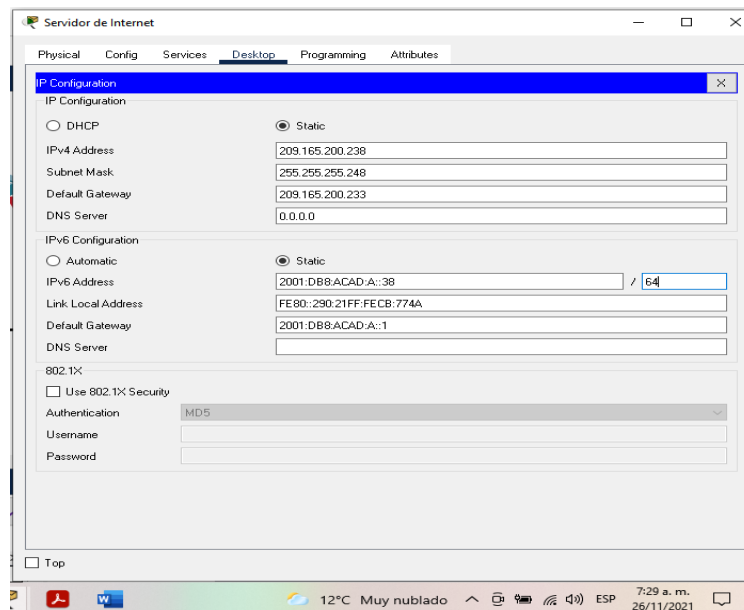 Servidor de Internet
Physical Config Services Desktop Programming Attributes
IP Configuration X
IP Configuration
DHCP Static
IPv4 Address 209.165.200.238
Subnet Mask 255.255.255.248
Default Gateway 209.165.200.233
DNS Server 0.0.0.0
IPv6 Configuration
Automatic Static
IPv6 Address 2001:DB8:ACAD:A::38 / 64
Link Local Address FE80::290:21FF:FECB:774A
Default Gateway 2001:DB8:ACAD:A::1
DNS Server
802.1X
Use 802.1X Security
Authentication MD5
Username
Password
Top
12°C Muy nublado ESP 7:29 a. m.
26/11/2021